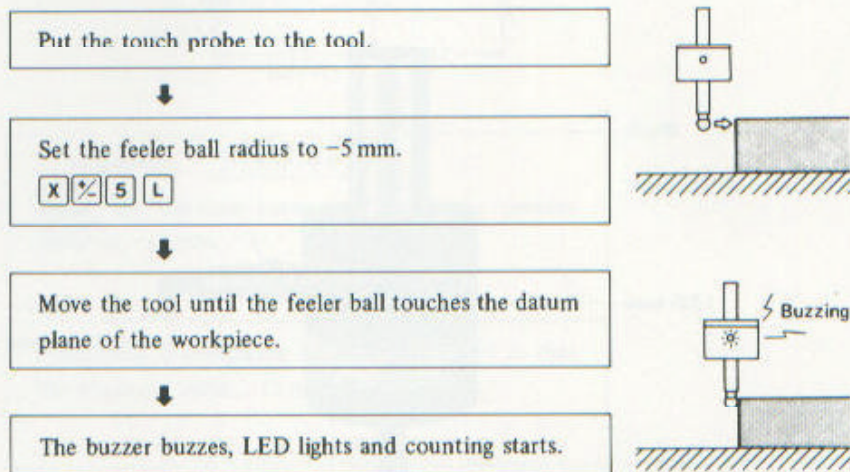 Put the touch probe to the tool.
Set the feeler ball radius to −5 mm.
X +/− 5 L
Move the tool until the feeler ball touches the datum
plane of the workpiece.
Buzzing
The buzzer buzzes, LED lights and counting starts.